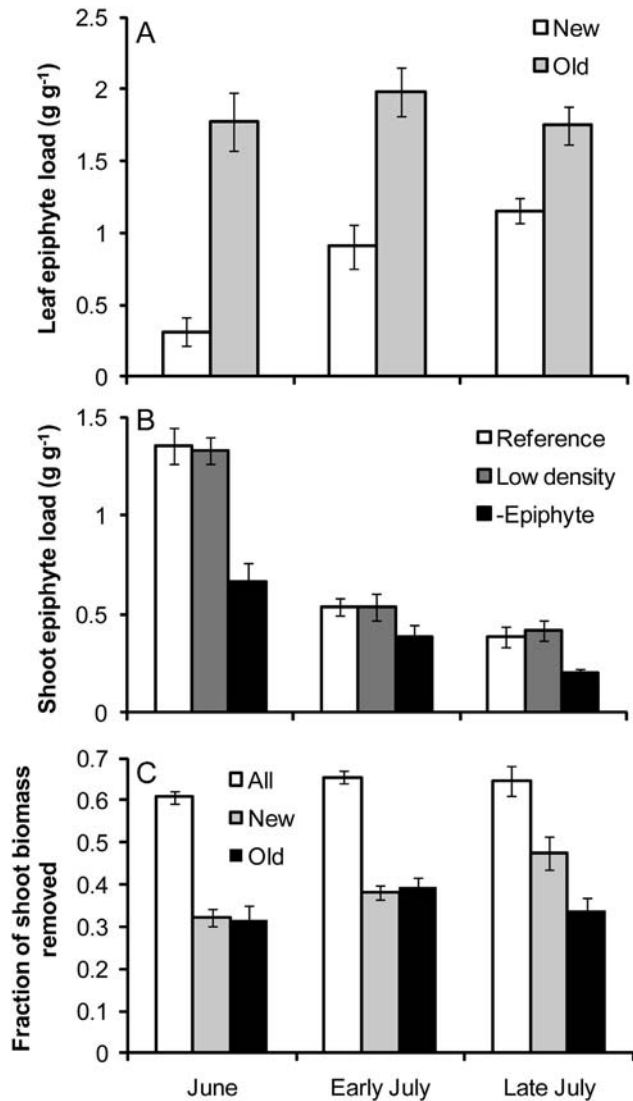 A
New
Old
Leaf epiphyte load (g g⁻¹)
2.5
2
1.5
1
0.5
0
B
Reference
Low density
-Epiphyte
Shoot epiphyte load (g g⁻¹)
1.5
1
0.5
0
C
All
New
Old
Fraction of shoot biomass
removed
0.7
0.6
0.5
0.4
0.3
0.2
0.1
0
June Early July Late July